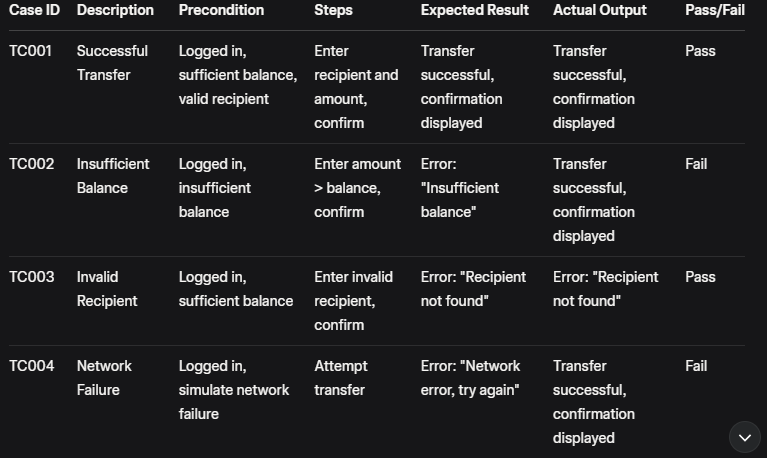 Case ID Description Precondition Steps Expected Result Actual Output Pass/Fail
TC001 Successful Logged in, Enter Transfer Transfer Pass
Transfer sufficient balance, recipient and successful, successful,
valid recipient amount, confirmation confirmation
confirm displayed displayed
TC002 Insufficient Logged in, Enter amount Error: Transfer Fail
Balance insufficient > balance, "Insufficient successful,
balance confirm balance" confirmation
displayed
TC003 Invalid Logged in, Enter invalid Error: "Recipient Error: "Recipient Pass
Recipient sufficient balance recipient, not found" not found"
confirm
TC004 Network Logged in, Attempt Error: "Network Transfer Fail
Failure simulate network transfer error, try again" successful,
failure confirmation
displayed